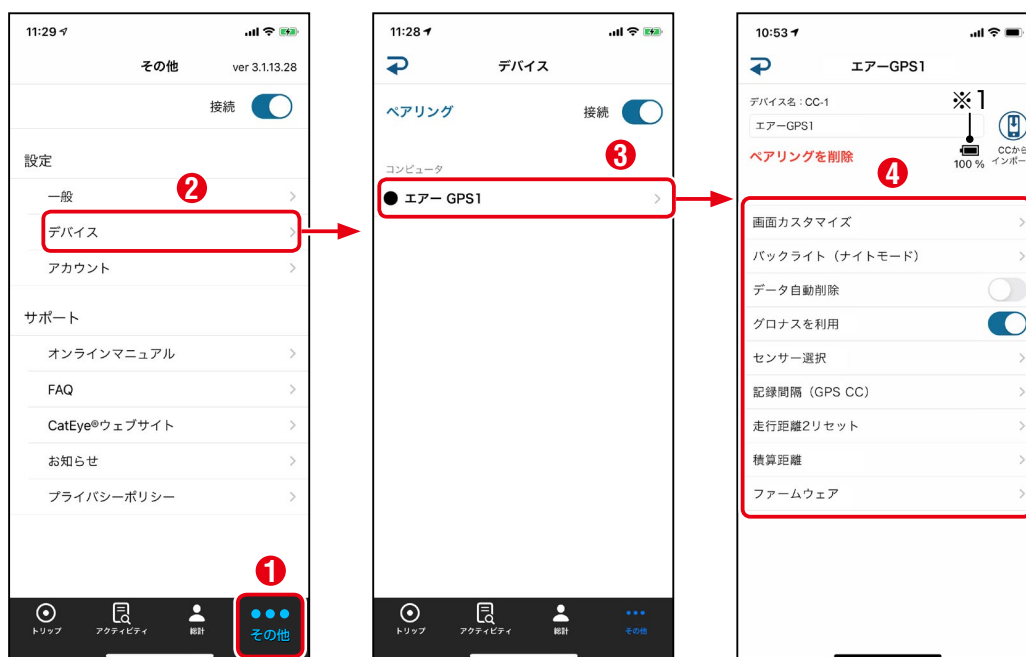 11:29
その他
ver 3.1.13.28
接続
設定
2
一般
デバイス
アカウント
サポート
オンラインマニュアル
FAQ
CatEye®ウェブサイト
お知らせ
プライバシーポリシー
1
トリップ
アクティビティ
総計
その他
11:28
デバイス
ペアリング
接続
3
コンピュータ
エアー GPS1
トリップ
アクティビティ
総計
その他
10:53
エアーGPS1
デバイス名：CC-1
※1
エアーGPS1
ペアリングを削除
100 %
CCから
インポー
4
画面カスタマイズ
バックライト（ナイトモード）
データ自動削除
グロナスを利用
センサー選択
記録間隔（GPS CC）
走行距離2リセット
積算距離
ファームウェア